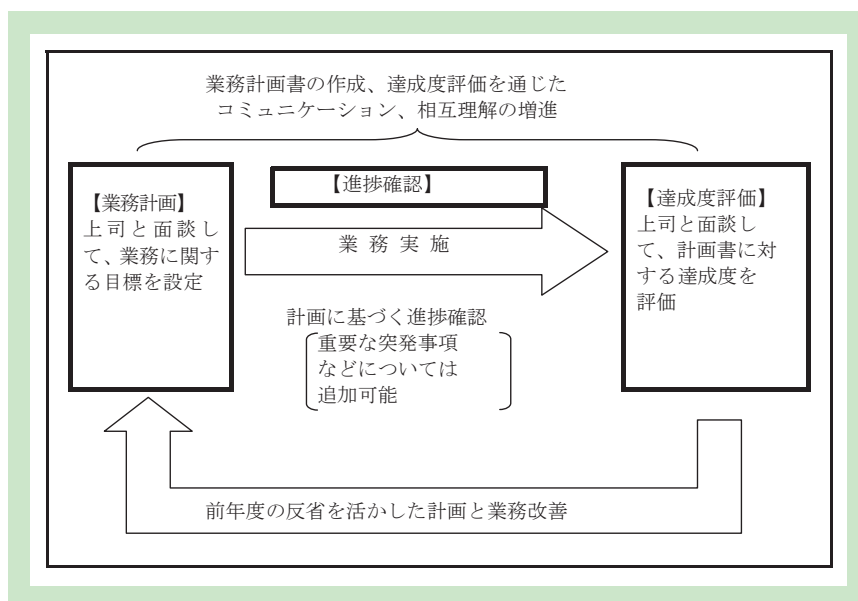 業務計画書の作成、達成度評価を通じた
コミュニケーション、相互理解の増進
【業務計画】
上司と面談し
て、業務に関す
る目標を設定
【進捗確認】
業務実施
計画に基づく進捗確認
重要な突発事項
などについては
追加可能
【達成度評価】
上司と面談し
て、計画書に対
する達成度を
評価
前年度の反省を活かした計画と業務改善